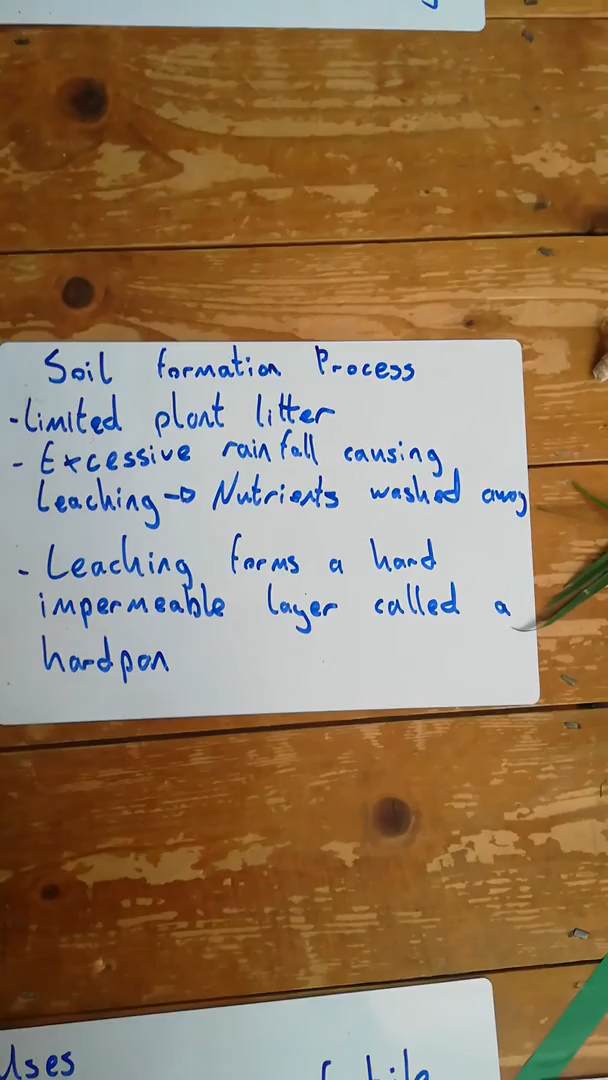 Soil formation Process
- Limited plant litter
- Excessive rainfall causing
Leaching → Nutrients washed away
- Leaching forms a hard
impermeable layer called a
hardpan
Uses